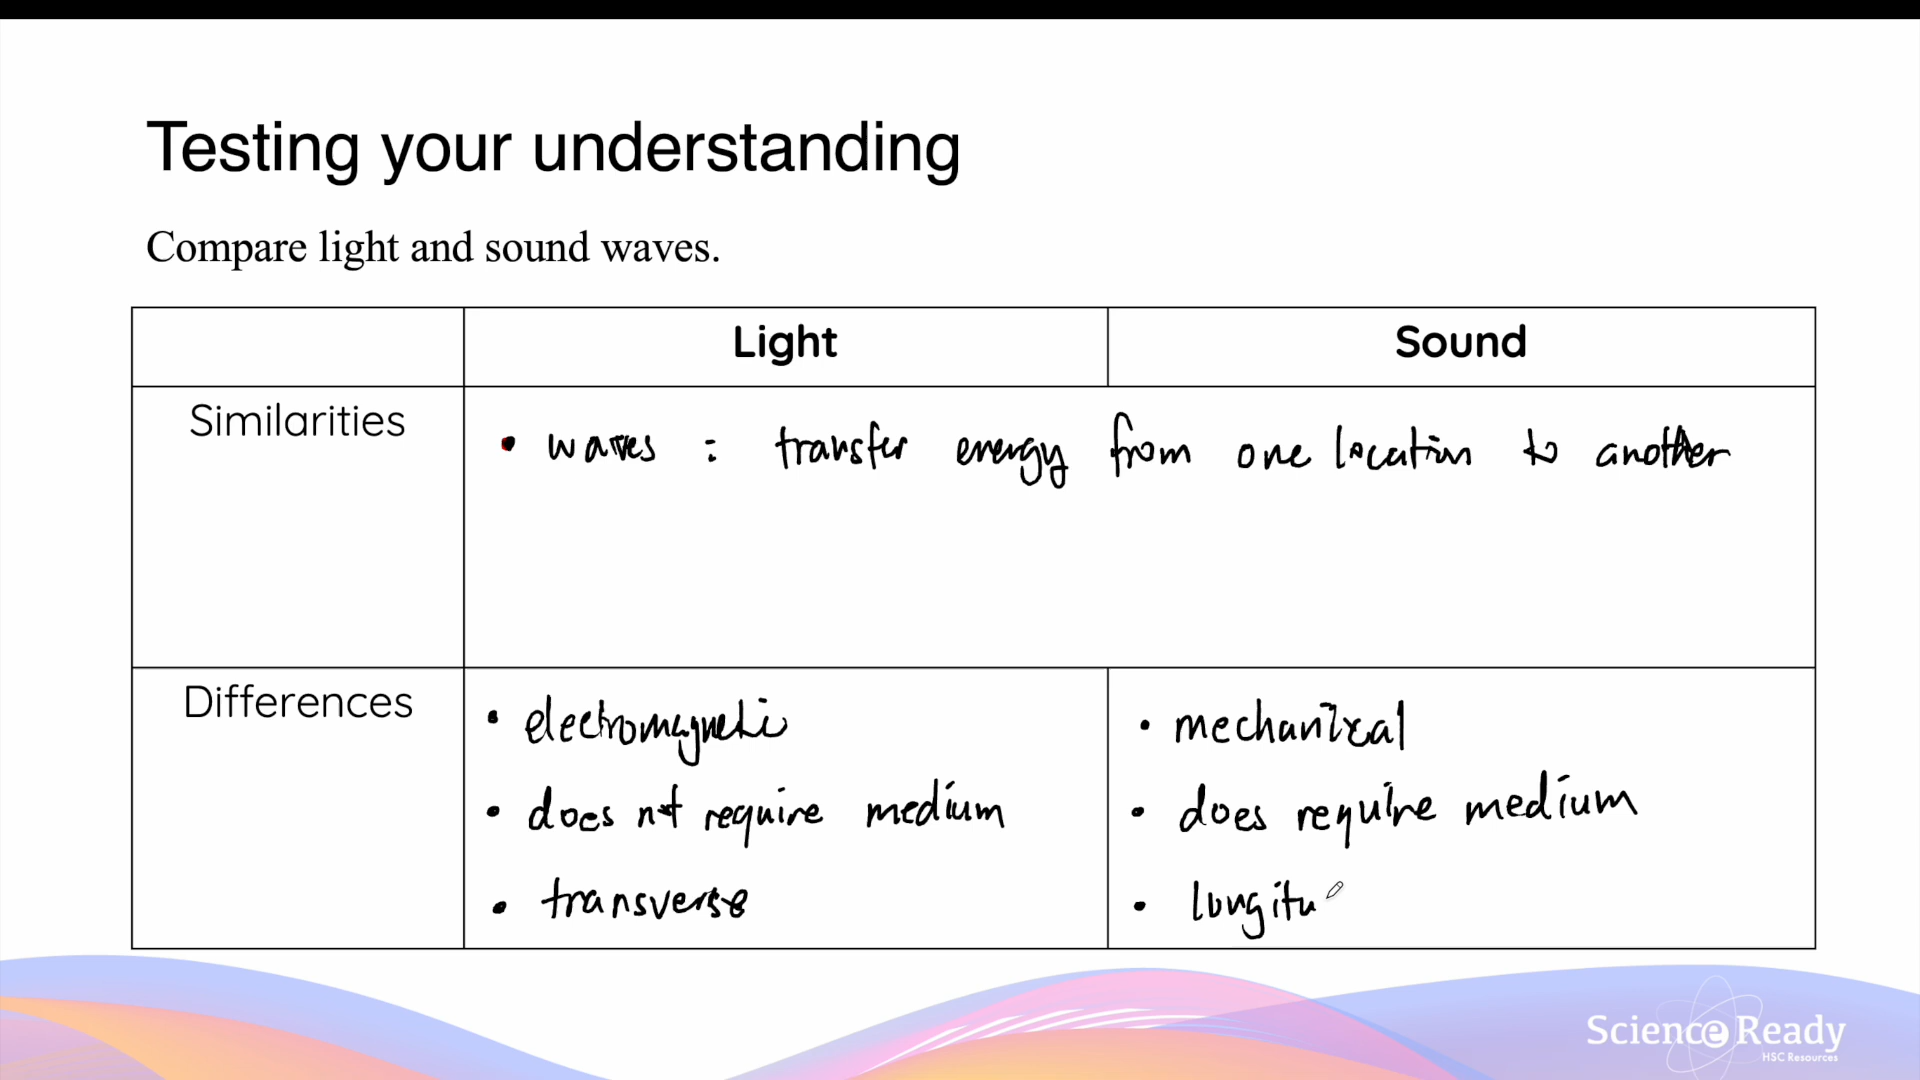 Testing your understanding
Compare light and sound waves.
Light Sound
Similarities
• waves : transfer energy from one location to another
Differences
• electromagnetic • mechanical
• does not require medium • does require medium
• transverse • longitu
Science Ready
HSC Resources